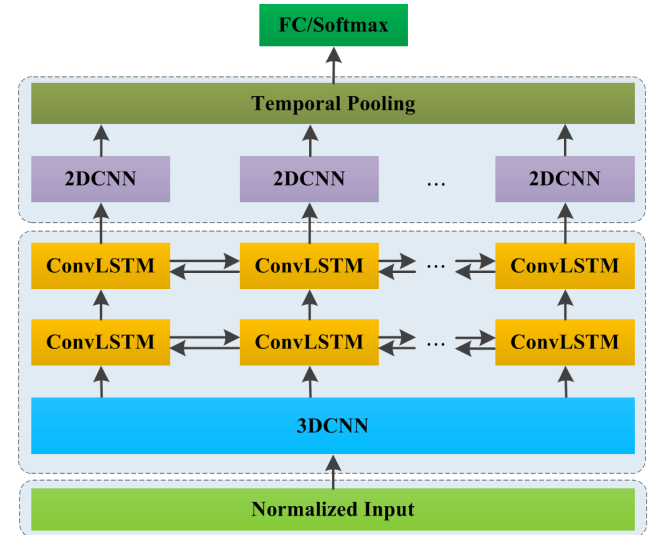 FC/Softmax
Temporal Pooling
2DCNN 2DCNN ... 2DCNN
ConvLSTM ConvLSTM ... ConvLSTM
ConvLSTM ConvLSTM ... ConvLSTM
3DCNN
Normalized Input